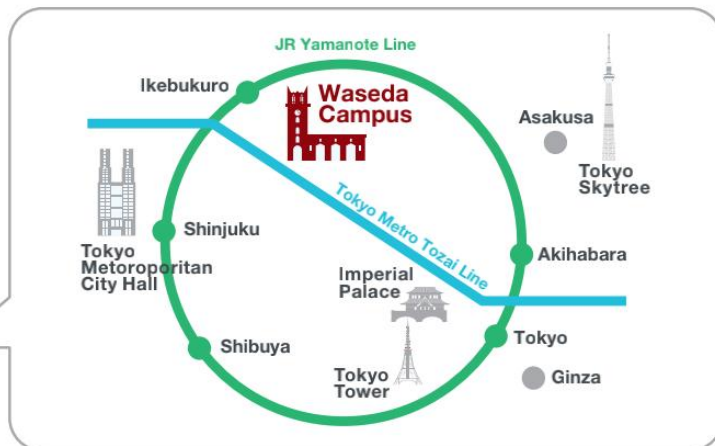 JR Yamanote Line
Ikebukuro
Waseda
Campus
Asakusa
Tokyo
Skytree
Shinjuku
Tokyo
Metoroporitan
City Hall
Tokyo Metro Tozai Line
Akihabara
Imperial
Palace
Shibuya
Tokyo
Tokyo
Tower
Ginza